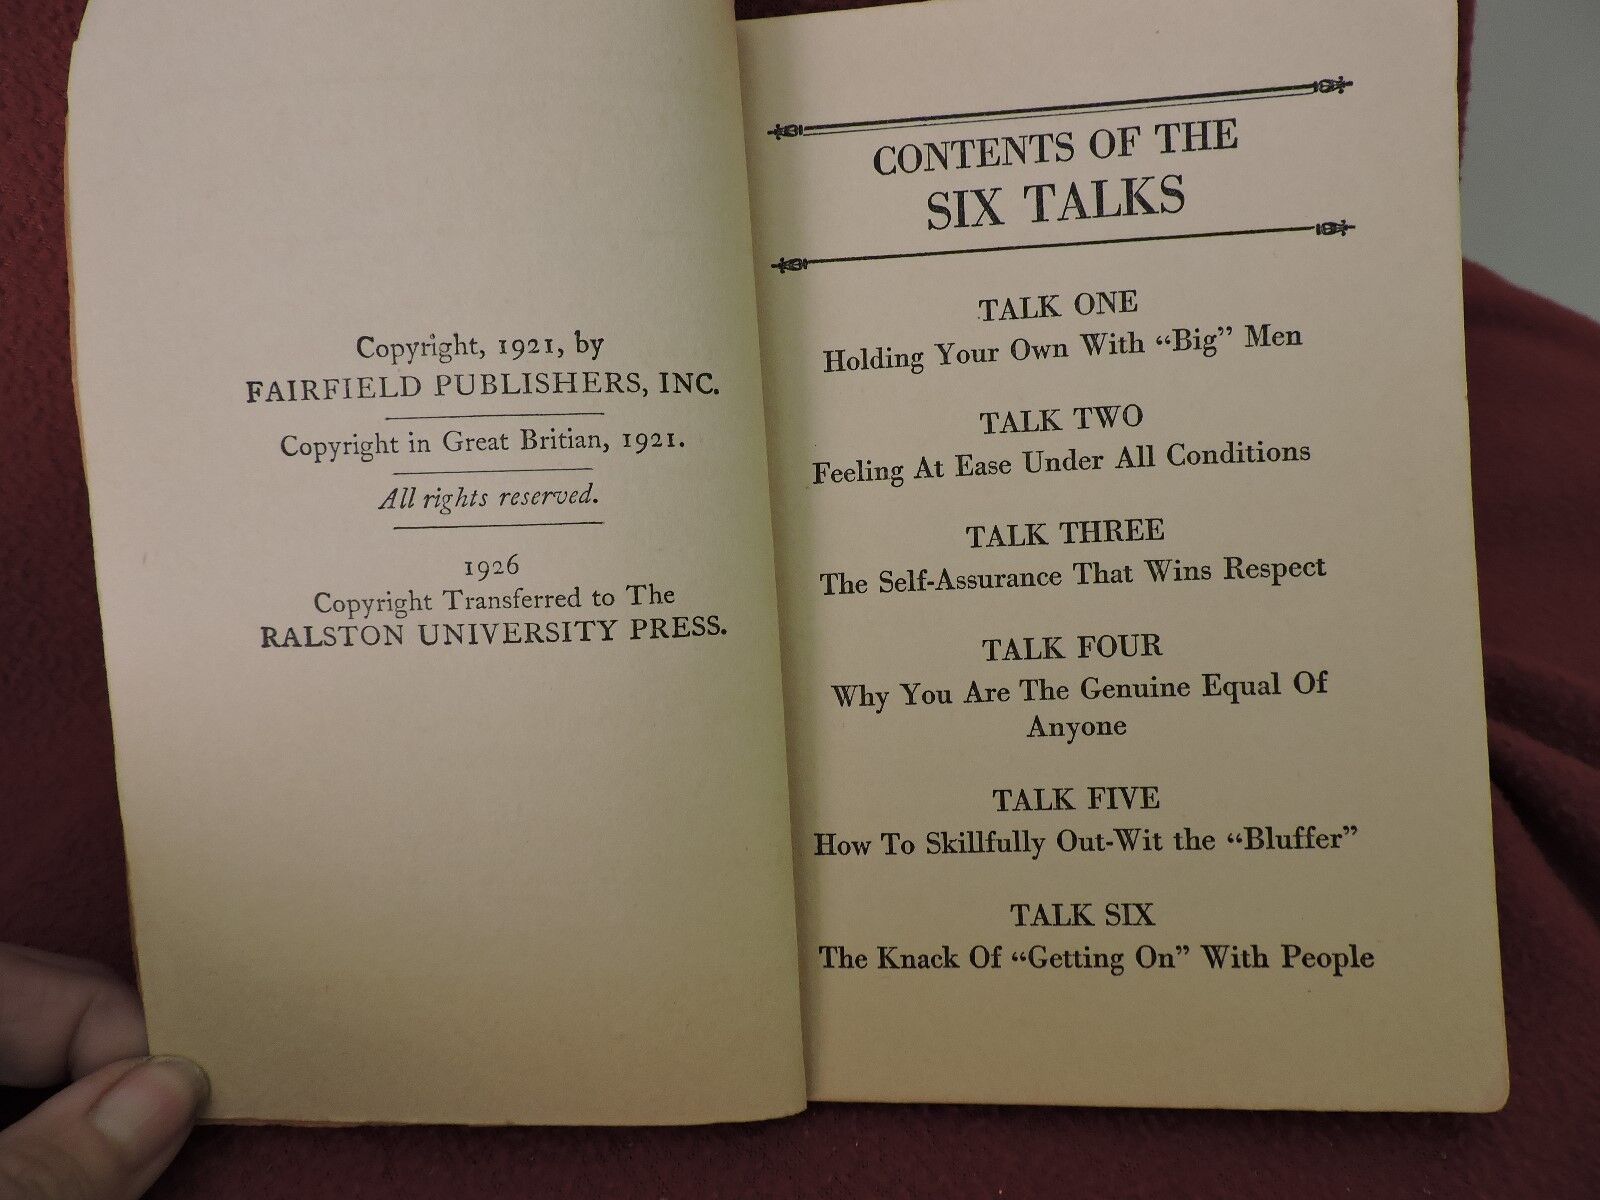 Copyright, 1921, by
FAIRFIELD PUBLISHERS, INC.
Copyright in Great Britian, 1921.
All rights reserved.
1926
Copyright Transferred to The
RALSTON UNIVERSITY PRESS.
CONTENTS OF THE
SIX TALKS
TALK ONE
Holding Your Own With “Big” Men
TALK TWO
Feeling At Ease Under All Conditions
TALK THREE
The Self-Assurance That Wins Respect
TALK FOUR
Why You Are The Genuine Equal Of
Anyone
TALK FIVE
How To Skillfully Out-Wit the “Bluffer”
TALK SIX
The Knack Of “Getting On” With People